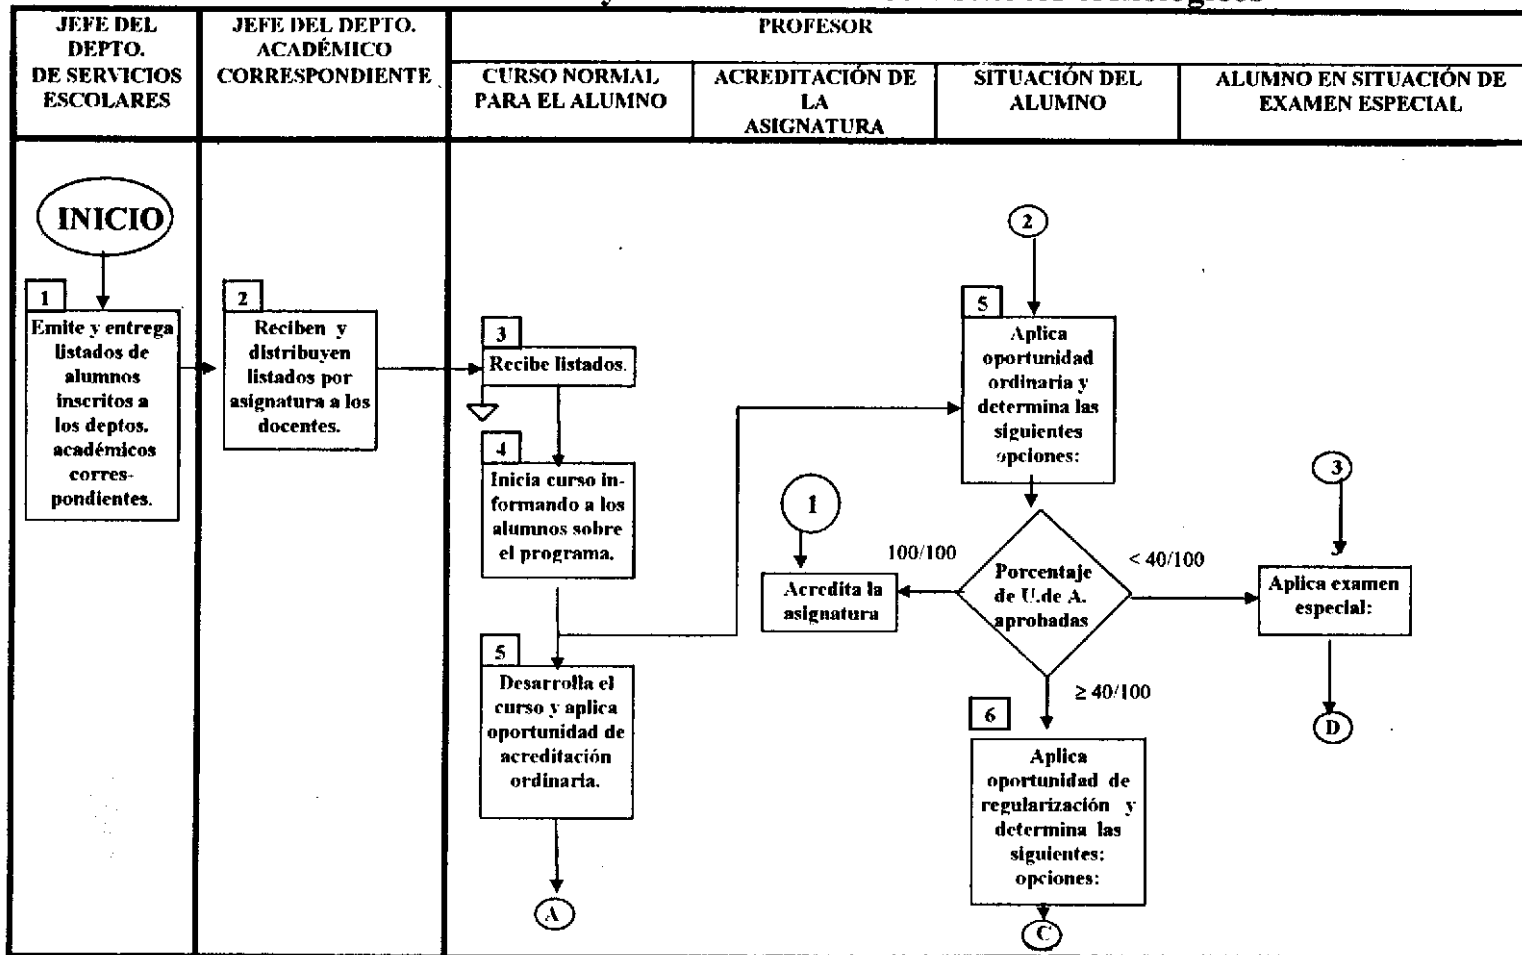 JEFE DEL
DEPTO.
DE SERVICIOS
ESCOLARES
JEFE DEL DEPTO.
ACADÉMICO
CORRESPONDIENTE
PROFESOR
CURSO NORMAL
PARA EL ALUMNO
ACREDITACIÓN DE
LA
ASIGNATURA
SITUACIÓN DEL
ALUMNO
ALUMNO EN SITUACIÓN DE
EXAMEN ESPECIAL
INICIO
1
Emite y entrega
listados de
alumnos
inscritos a
los deptos.
académicos
corres-
pondientes.
2
Reciben y
distribuyen
listados por
asignatura a los
docentes.
3
Recibe listados.
4
Inicia curso in-
formando a los
alumnos sobre
el programa.
5
Desarrolla el
curso y aplica
oportunidad de
acreditación
ordinaria.
A
1
Acredita la
asignatura
100/100
2
5
Aplica
oportunidad
ordinaria y
determina las
siguientes
opciones:
Porcentaje
de U.de A.
aprobadas
< 40/100
≥ 40/100
6
Aplica
oportunidad de
regularización y
determina las
siguientes:
opciones:
C
3
Aplica examen
especial:
D